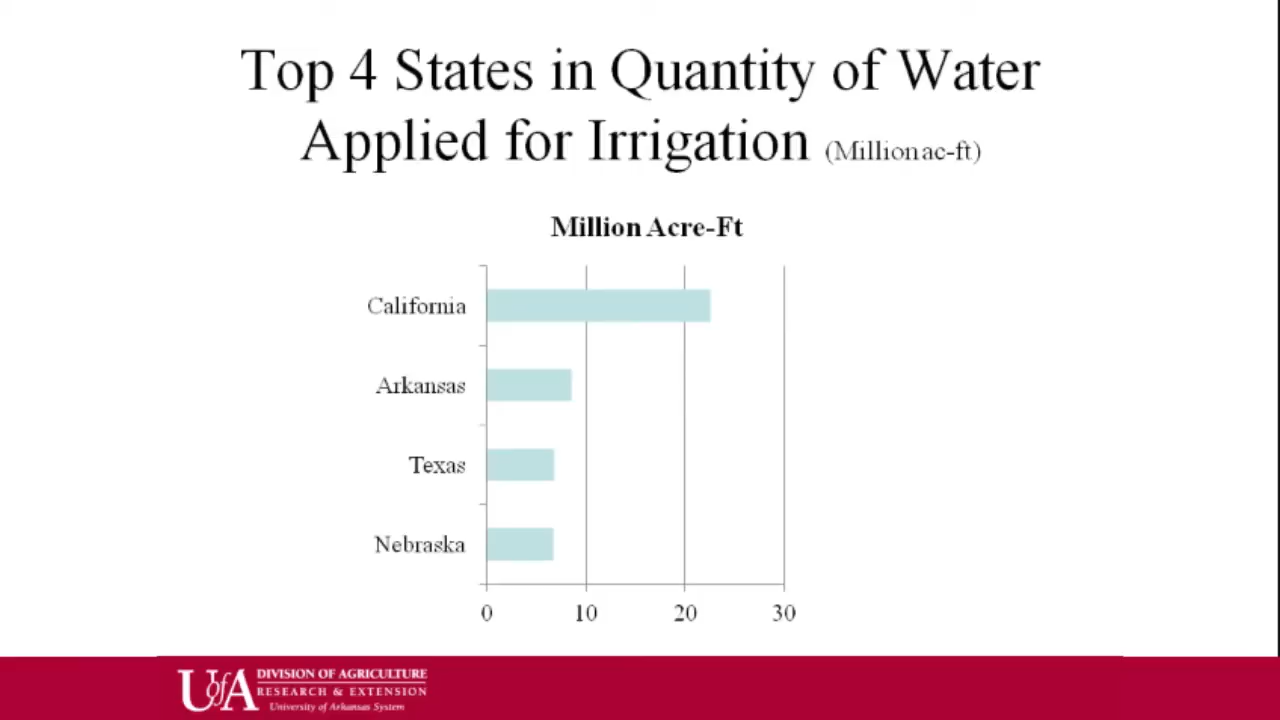 Top 4 States in Quantity of Water
Applied for Irrigation (Million ac-ft)
Million Acre-Ft
California
Arkansas
Texas
Nebraska
0 10 20 30
UofA
DIVISION OF AGRICULTURE
RESEARCH & EXTENSION
University of Arkansas System